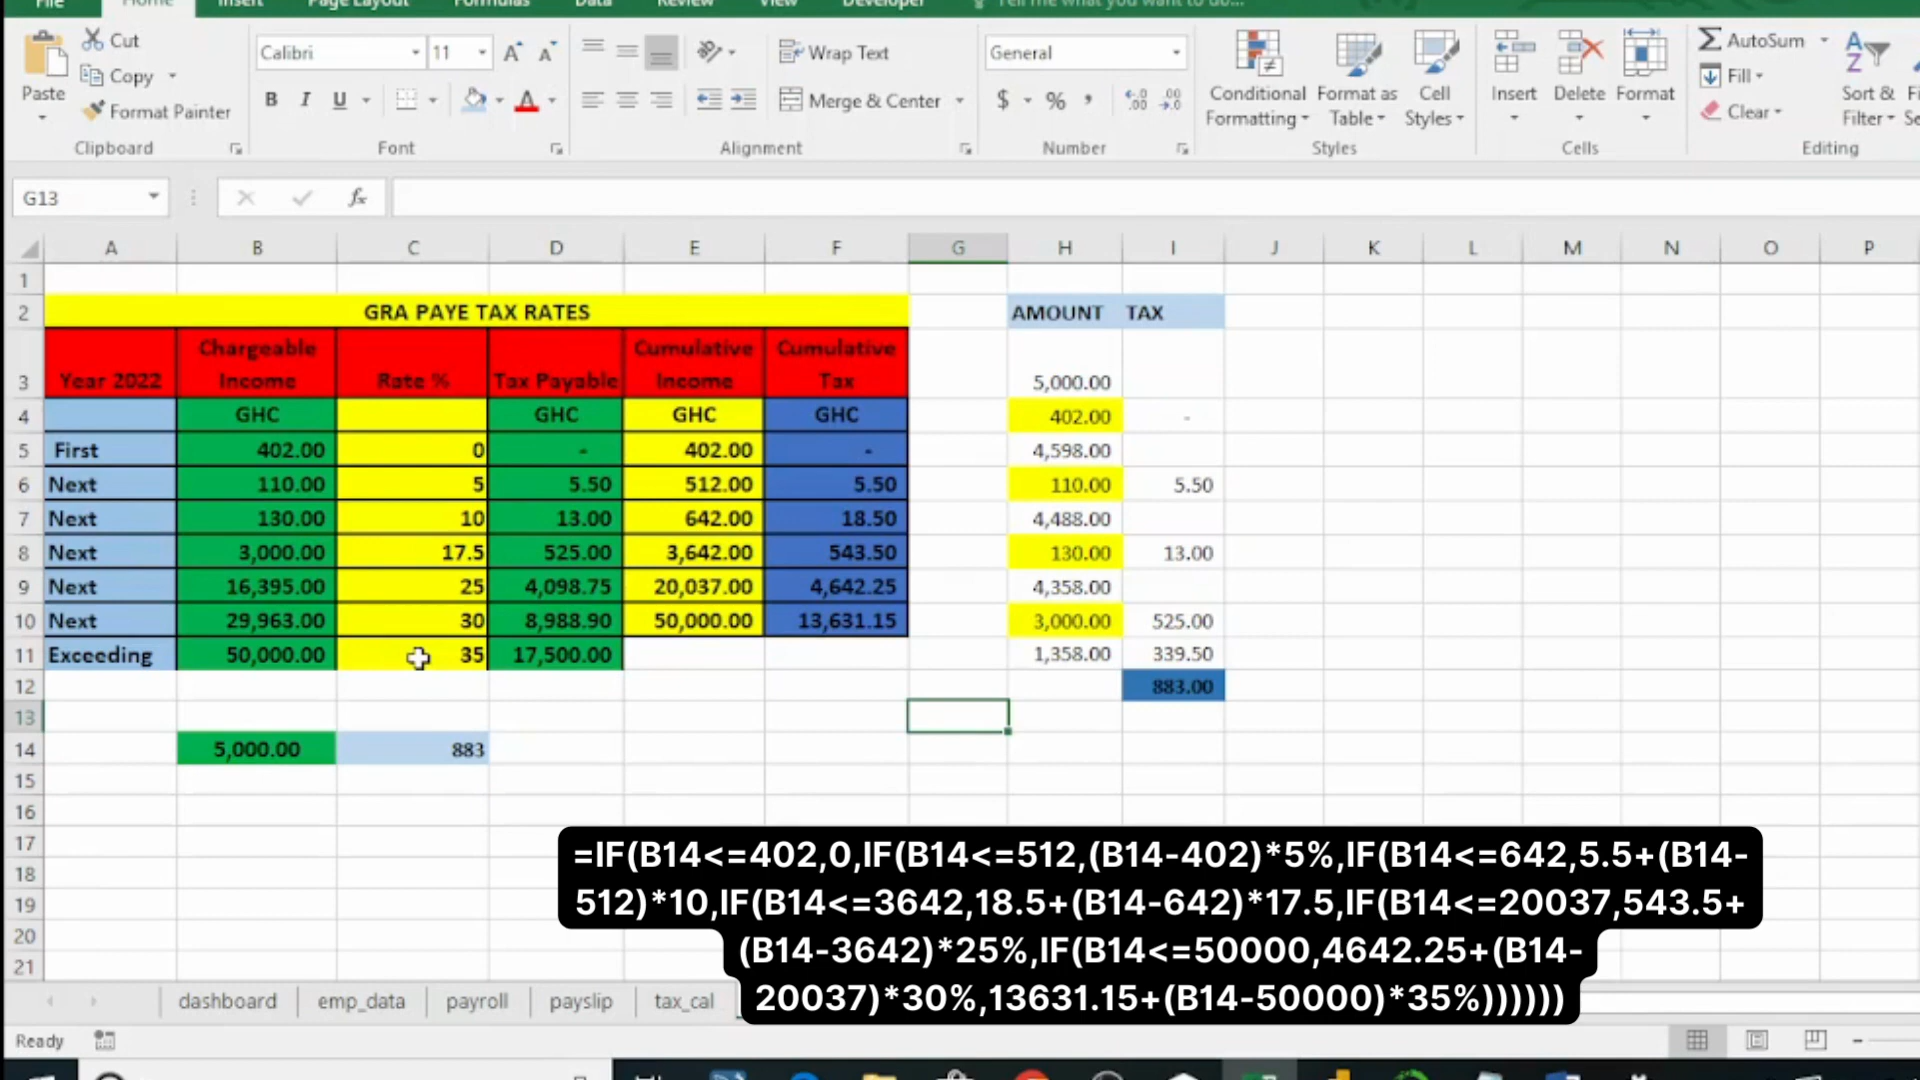 File Home Insert Page Layout Formulas Data Review View Developer Tell me what you want to do...
Cut
Copy
Format Painter
Paste
Clipboard
Calibri 11
B I U
Font
Wrap Text
Merge & Center
Alignment
General
$ % ,
Number
Conditional Formatting
Format as Table
Cell Styles
Styles
Insert Delete Format
Cells
AutoSum
Fill
Clear
Sort & Filter
Editing
G13 fx
A B C D E F G H I J K L M N O P
1
2 GRA PAYE TAX RATES AMOUNT TAX
Chargeable Cumulative Cumulative
3 Year 2022 Income Rate % Tax Payable Income Tax 5,000.00
4 GHC GHC GHC GHC 402.00 -
5 First 402.00 0 - 402.00 - 4,598.00
6 Next 110.00 5 5.50 512.00 5.50 110.00 5.50
7 Next 130.00 10 13.00 642.00 18.50 4,488.00
8 Next 3,000.00 17.5 525.00 3,642.00 543.50 130.00 13.00
9 Next 16,395.00 25 4,098.75 20,037.00 4,642.25 4,358.00
10 Next 29,963.00 30 8,988.90 50,000.00 13,631.15 3,000.00 525.00
11 Exceeding 50,000.00 35 17,500.00 1,358.00 339.50
12 883.00
13
14 5,000.00 883
15
16
17
18
19
20
21
=IF(B14<=402,0,IF(B14<=512,(B14-402)*5%,IF(B14<=642,5.5+(B14-
512)*10,IF(B14<=3642,18.5+(B14-642)*17.5,IF(B14<=20037,543.5+
(B14-3642)*25%,IF(B14<=50000,4642.25+(B14-
20037)*30%,13631.15+(B14-50000)*35%))))))
dashboard emp_data payroll payslip tax_cal
Ready